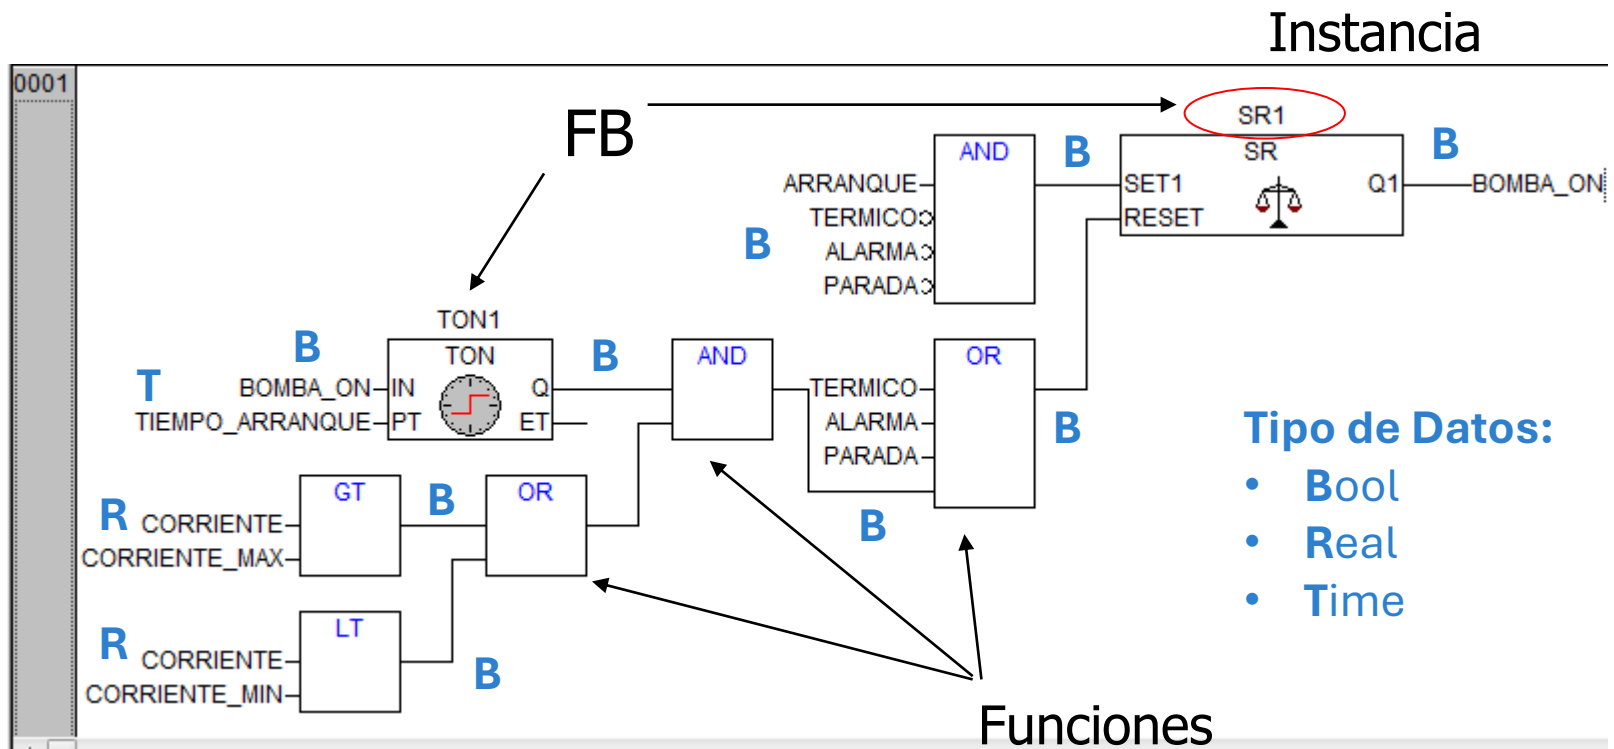 Instancia
0001
FB
SR1
AND
B
SR
B
ARRANQUE
SET1
Q1
BOMBA_ON
TERMICO
RESET
B
ALARMA
PARADA
TON1
B
TON
B
AND
OR
T
BOMBA_ON
IN
Q
TERMICO
TIEMPO_ARRANQUE
PT
ET
ALARMA
B
Tipo de Datos:
PARADA
GT
B
OR
• Bool
R
CORRIENTE
B
CORRIENTE_MAX
• Real
LT
• Time
R
CORRIENTE
B
CORRIENTE_MIN
Funciones